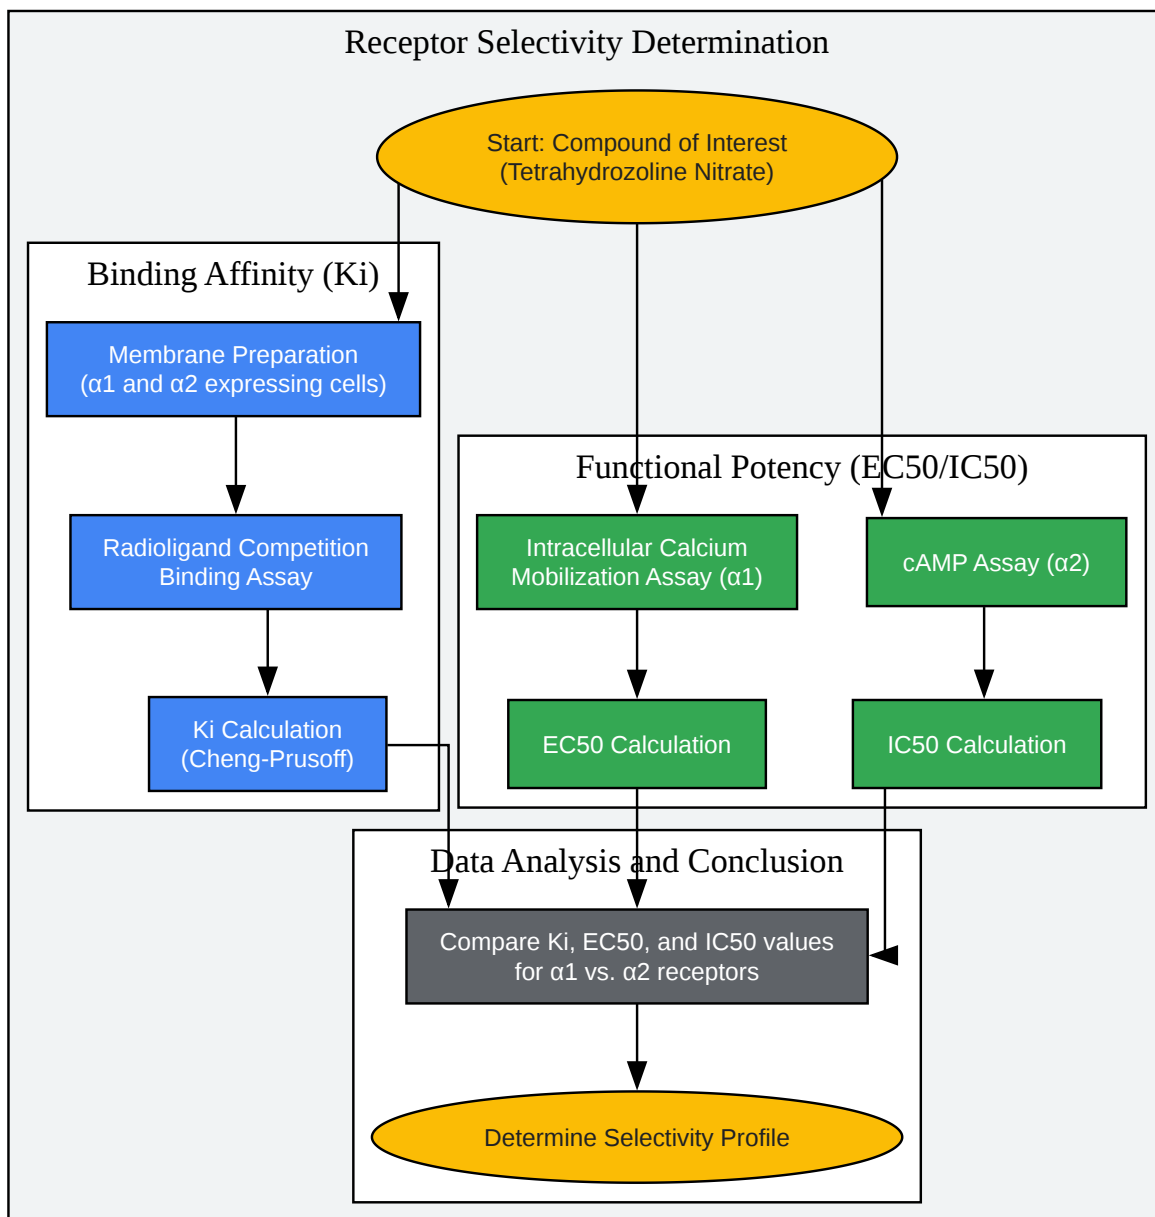 Receptor Selectivity Determination
Start: Compound of Interest
(Tetrahydrozoline Nitrate)
Binding Affinity (Ki)
Membrane Preparation
(α1 and α2 expressing cells)
Radioligand Competition
Binding Assay
Ki Calculation
(Cheng-Prusoff)
Functional Potency (EC50/IC50)
Intracellular Calcium
Mobilization Assay (α1)
cAMP Assay (α2)
EC50 Calculation
IC50 Calculation
Data Analysis and Conclusion
Compare Ki, EC50, and IC50 values
for α1 vs. α2 receptors
Determine Selectivity Profile